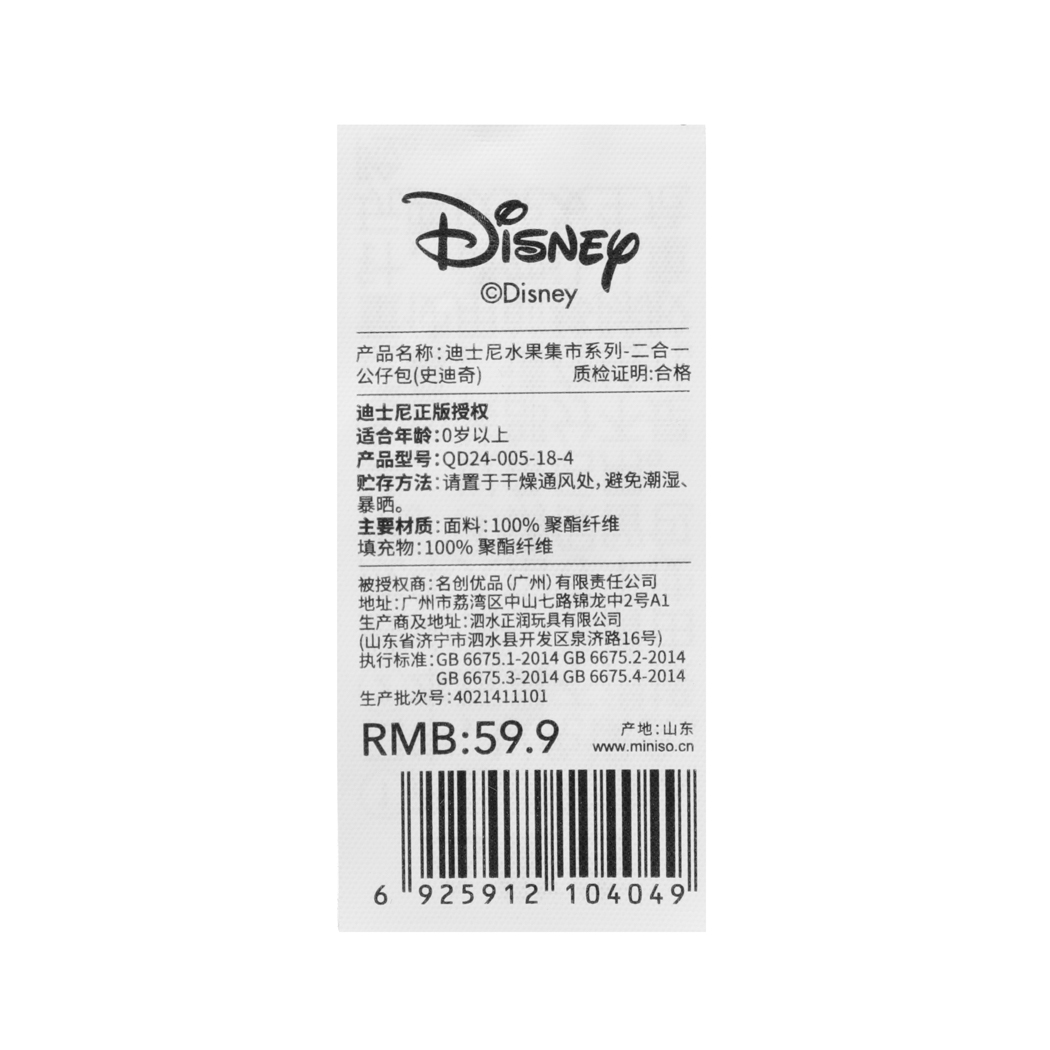 Disney
©Disney
产品名称:迪士尼水果集市系列-二合一
公仔包(史迪奇) 质检证明:合格
迪士尼正版授权
适合年龄:0岁以上
产品型号:QD24-005-18-4
贮存方法:请置于干燥通风处,避免潮湿、
暴晒。
主要材质:面料:100% 聚酯纤维
填充物:100% 聚酯纤维
被授权商:名创优品(广州)有限责任公司
地址:广州市荔湾区中山七路锦龙中2号A1
生产商及地址:泗水正润玩具有限公司
(山东省济宁市泗水县开发区泉济路16号)
执行标准:GB 6675.1-2014 GB 6675.2-2014
GB 6675.3-2014 GB 6675.4-2014
生产批次号:4021411101
RMB:59.9
产地:山东
www.miniso.cn
6 925912 104049